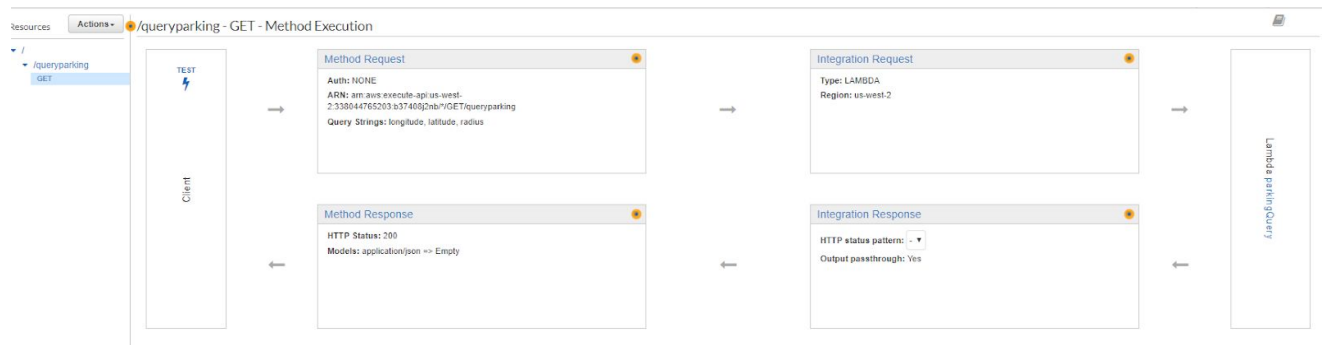 Resources
Actions
/queryparking - GET - Method Execution
/
/queryparking
GET
TEST
Client
Method Request
Auth: NONE
ARN: arn:aws:execute-api:us-west-
2:338044765203:b37408j2nb/*/GET/queryparking
Query Strings: longitude, latitude, radius
Integration Request
Type: LAMBDA
Region: us-west-2
Lambda parkingQuery
Method Response
HTTP Status: 200
Models: application/json => Empty
Integration Response
HTTP status pattern: -
Output passthrough: Yes